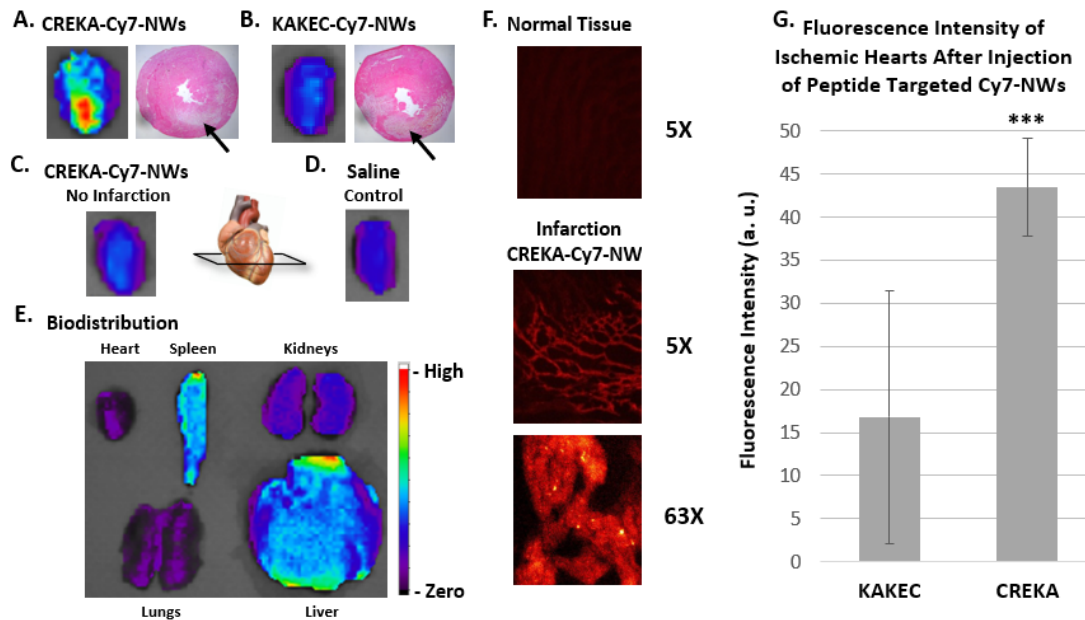 A. CREKA-Cy7-NWs
B. KAKEC-Cy7-NWs
C. CREKA-Cy7-NWs
No Infarction
D. Saline
Control
E. Biodistribution
Heart
Spleen
Kidneys
- High
- Zero
Lungs
Liver
F. Normal Tissue
5X
Infarction
CREKA-Cy7-NW
5X
63X
G. Fluorescence Intensity of
Ischemic Hearts After Injection
of Peptide Targeted Cy7-NWs
***
Fluorescence Intensity (a. u.)
50
45
40
35
30
25
20
15
10
5
0
KAKEC
CREKA